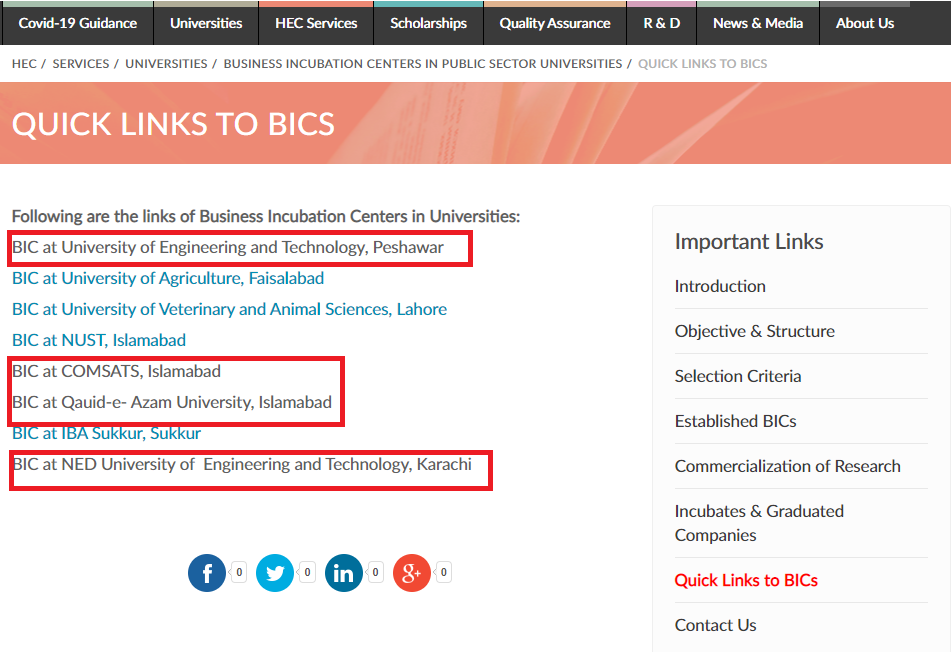 Covid-19 Guidance
Universities
HEC Services
Scholarships
Quality Assurance
R & D
News & Media
About Us
HEC / SERVICES / UNIVERSITIES / BUSINESS INCUBATION CENTERS IN PUBLIC SECTOR UNIVERSITIES / QUICK LINKS TO BICS
QUICK LINKS TO BICS
Following are the links of Business Incubation Centers in Universities:
BIC at University of Engineering and Technology, Peshawar
BIC at University of Agriculture, Faisalabad
BIC at University of Veterinary and Animal Sciences, Lahore
BIC at NUST, Islamabad
BIC at COMSATS, Islamabad
BIC at Qauid-e- Azam University, Islamabad
BIC at IBA Sukkur, Sukkur
BIC at NED University of  Engineering and Technology, Karachi
f 0
0
in 0
g+ 0
Important Links
Introduction
Objective & Structure
Selection Criteria
Established BICs
Commercialization of Research
Incubates & Graduated
Companies
Quick Links to BICs
Contact Us